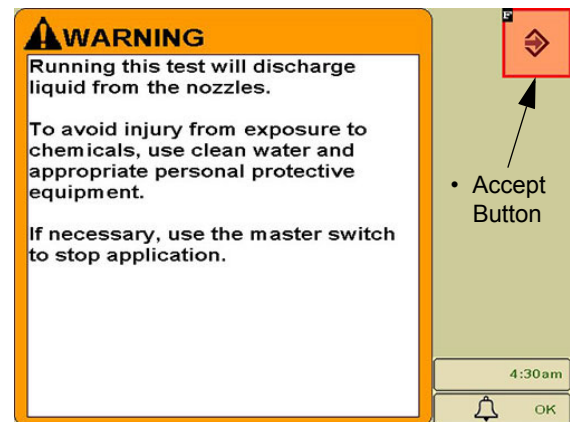 WARNING
Running this test will discharge
liquid from the nozzles.
To avoid injury from exposure to
chemicals, use clean water and
appropriate personal protective
equipment.
If necessary, use the master switch
to stop application.
F
• Accept
Button
4:30am
OK